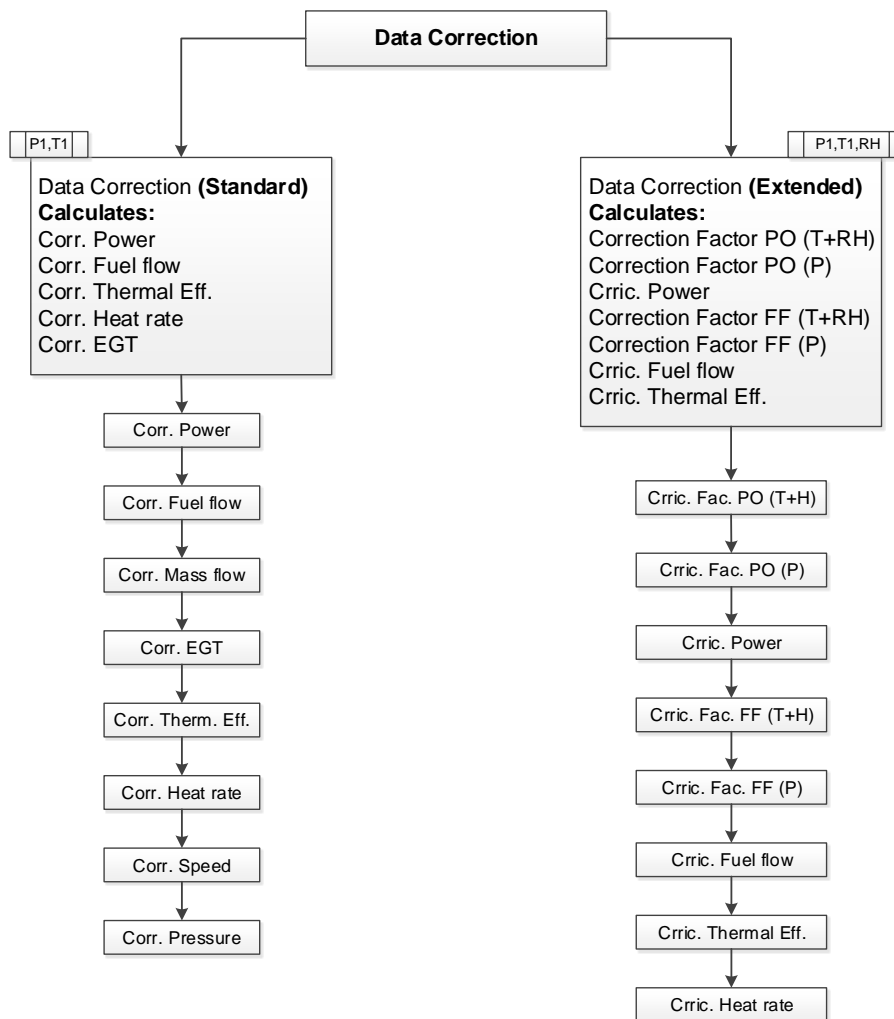 Data Correction
P1,T1
Data Correction (Standard)
Calculates:
Corr. Power
Corr. Fuel flow
Corr. Thermal Eff.
Corr. Heat rate
Corr. EGT
Corr. Power
Corr. Fuel flow
Corr. Mass flow
Corr. EGT
Corr. Therm. Eff.
Corr. Heat rate
Corr. Speed
Corr. Pressure
P1,T1,RH
Data Correction (Extended)
Calculates:
Correction Factor PO (T+RH)
Correction Factor PO (P)
Crric. Power
Correction Factor FF (T+RH)
Correction Factor FF (P)
Crric. Fuel flow
Crric. Thermal Eff.
Crric. Fac. PO (T+H)
Crric. Fac. PO (P)
Crric. Power
Crric. Fac. FF (T+H)
Crric. Fac. FF (P)
Crric. Fuel flow
Crric. Thermal Eff.
Crric. Heat rate